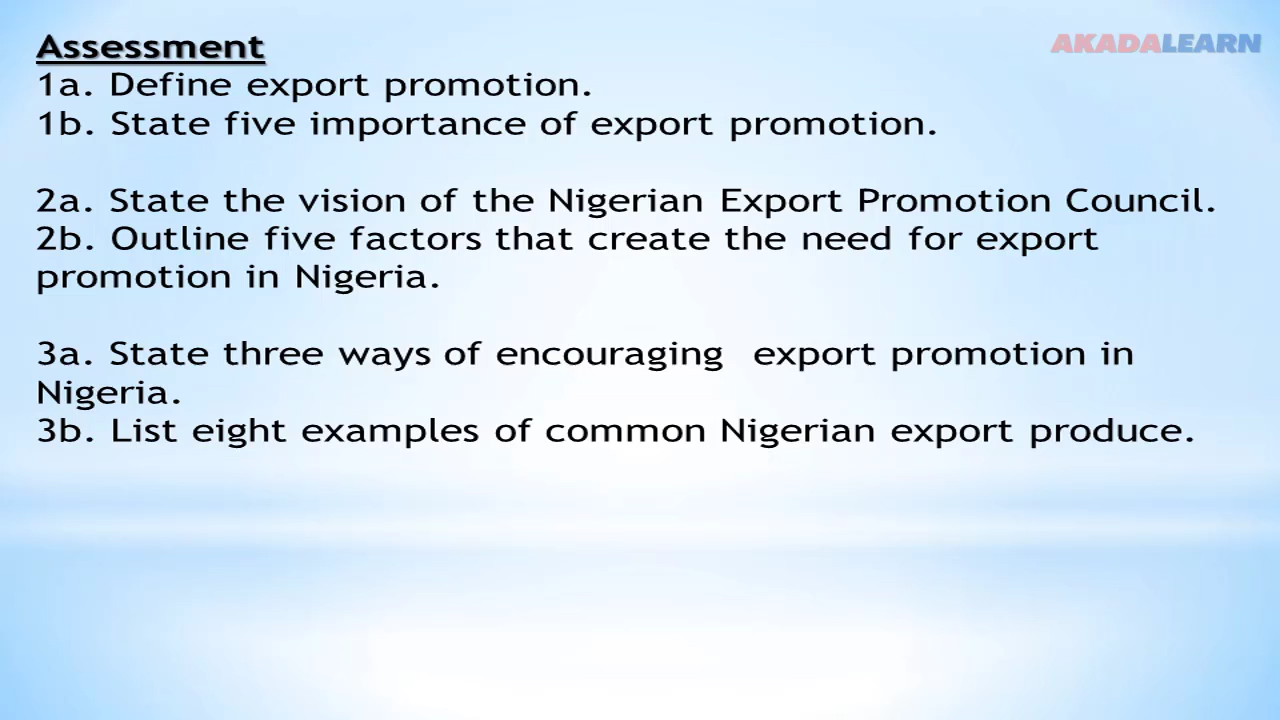 Assessment
AKADALEARN
1a. Define export promotion.
1b. State five importance of export promotion.
2a. State the vision of the Nigerian Export Promotion Council.
2b. Outline five factors that create the need for export
promotion in Nigeria.
3a. State three ways of encouraging  export promotion in
Nigeria.
3b. List eight examples of common Nigerian export produce.